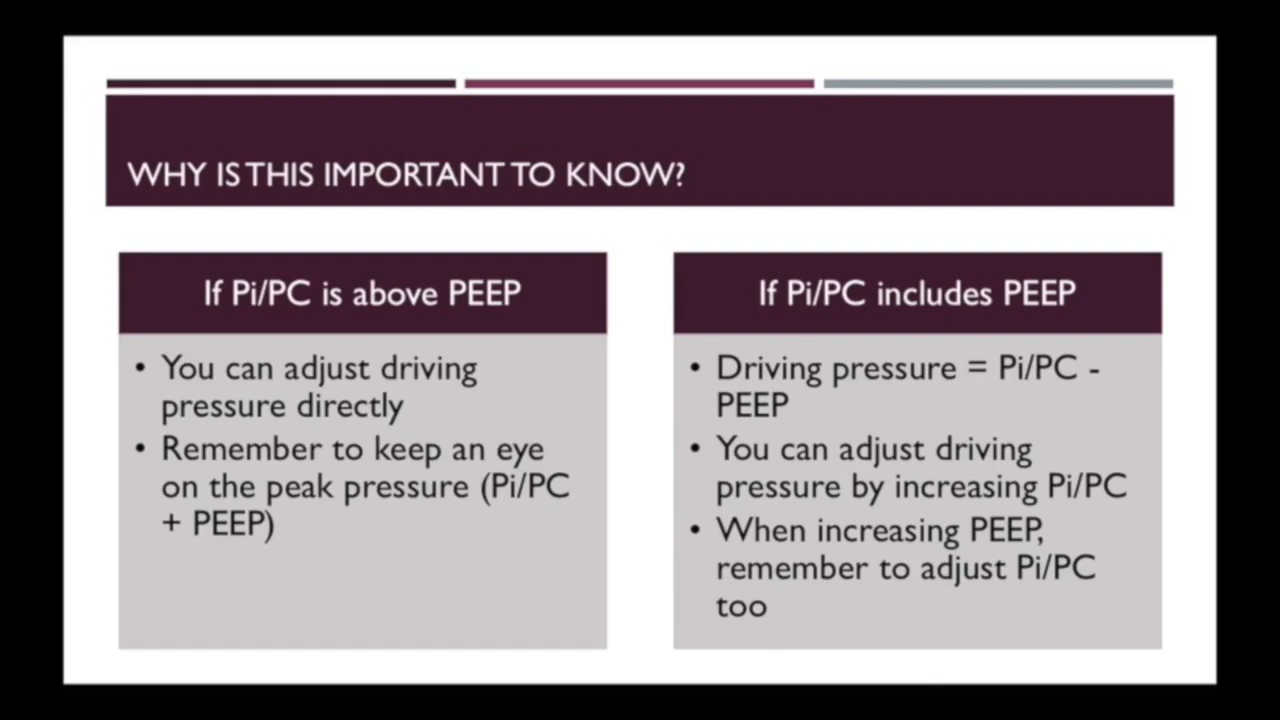 WHY IS THIS IMPORTANT TO KNOW?
If Pi/PC is above PEEP
• You can adjust driving
pressure directly
• Remember to keep an eye
on the peak pressure (Pi/PC
+ PEEP)
If Pi/PC includes PEEP
• Driving pressure = Pi/PC -
PEEP
• You can adjust driving
pressure by increasing Pi/PC
• When increasing PEEP,
remember to adjust Pi/PC
too